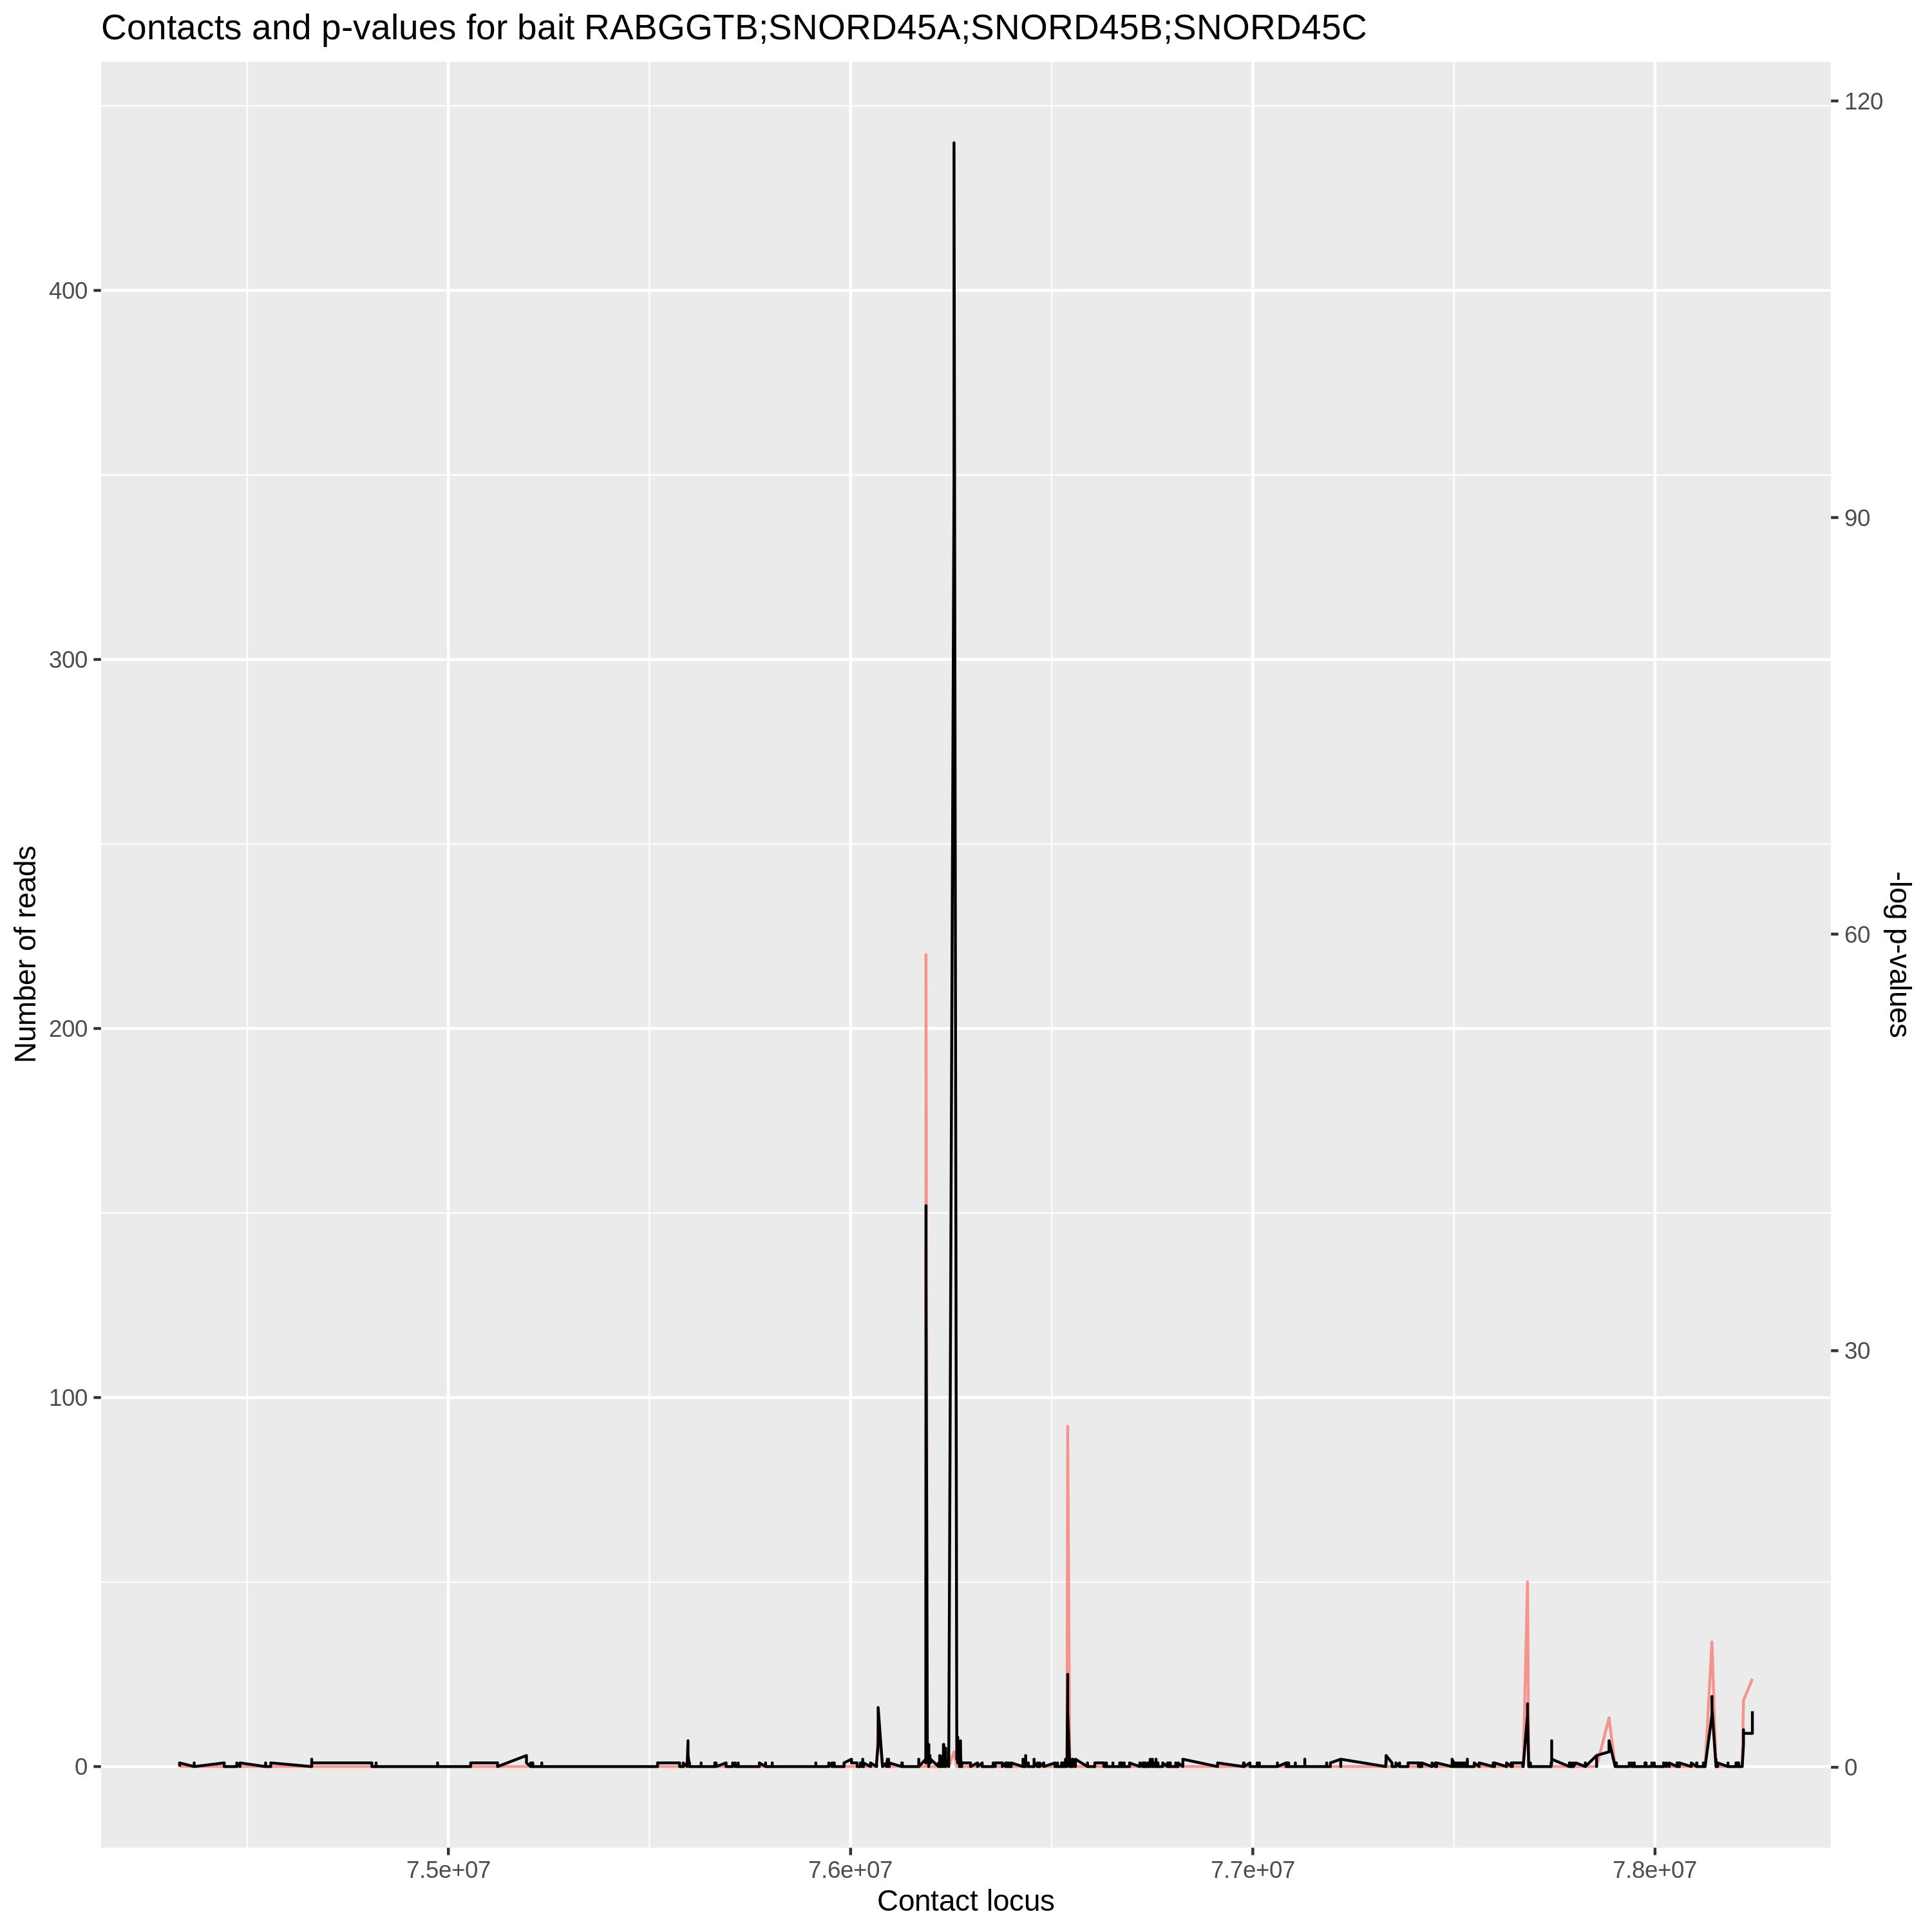 Contacts and p-values for bait RABGGTB;SNORD45A;SNORD45B;SNORD45C
Number of reads
400
300
200
100
0
120
90
60
30
0
-log p-values
7.5e+07
7.6e+07
7.7e+07
7.8e+07
Contact locus